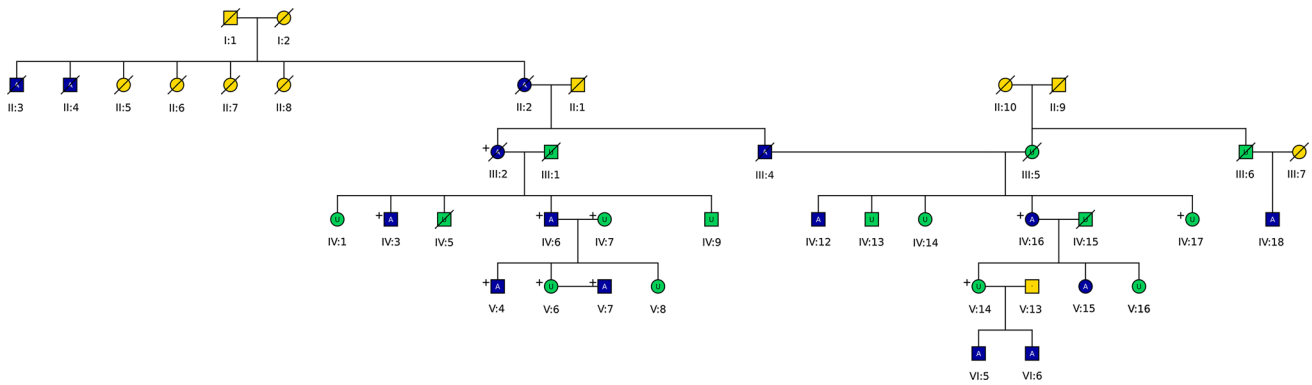 I:1 I:2
A A A
II:3 II:4 II:5 II:6 II:7 II:8 II:2 II:1 II:10 II:9
+ A U A U U
III:2 III:1 III:4 III:5 III:6 III:7
U + A U + A + U U A U U + A U + U A
IV:1 IV:3 IV:5 IV:6 IV:7 IV:9 IV:12 IV:13 IV:14 IV:16 IV:15 IV:17 IV:18
+ A + U + A U + U A U
V:4 V:6 V:7 V:8 V:14 V:13 V:15 V:16
A A
VI:5 VI:6